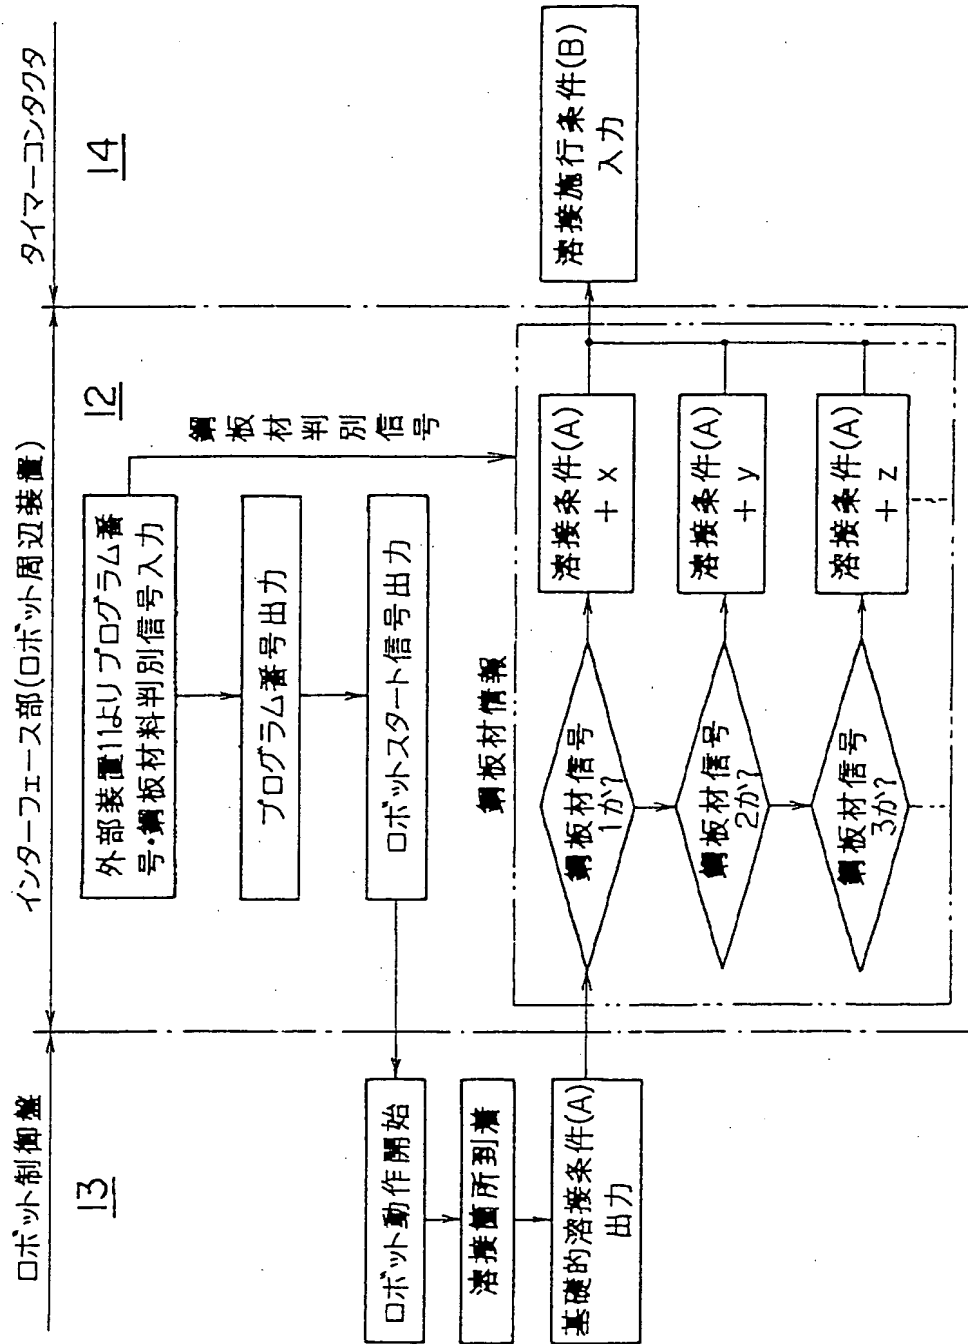 ロボット制御盤
13
ロボット動作開始
溶接箇所到着
基礎的溶接条件(A)
出力
インターフェース部(ロボット周辺装置)
12
外部装置11よりプログラム番
号・鋼板材料判別信号入力
プログラム番号出力
ロボットスタート信号出力
鋼板材判別信号
鋼板材情報
鋼板材信号
1か?
溶接条件(A)
+x
鋼板材信号
2か?
溶接条件(A)
+y
鋼板材信号
3か?
溶接条件(A)
+z
タイマーコンタクタ
14
溶接施行条件(B)
入力